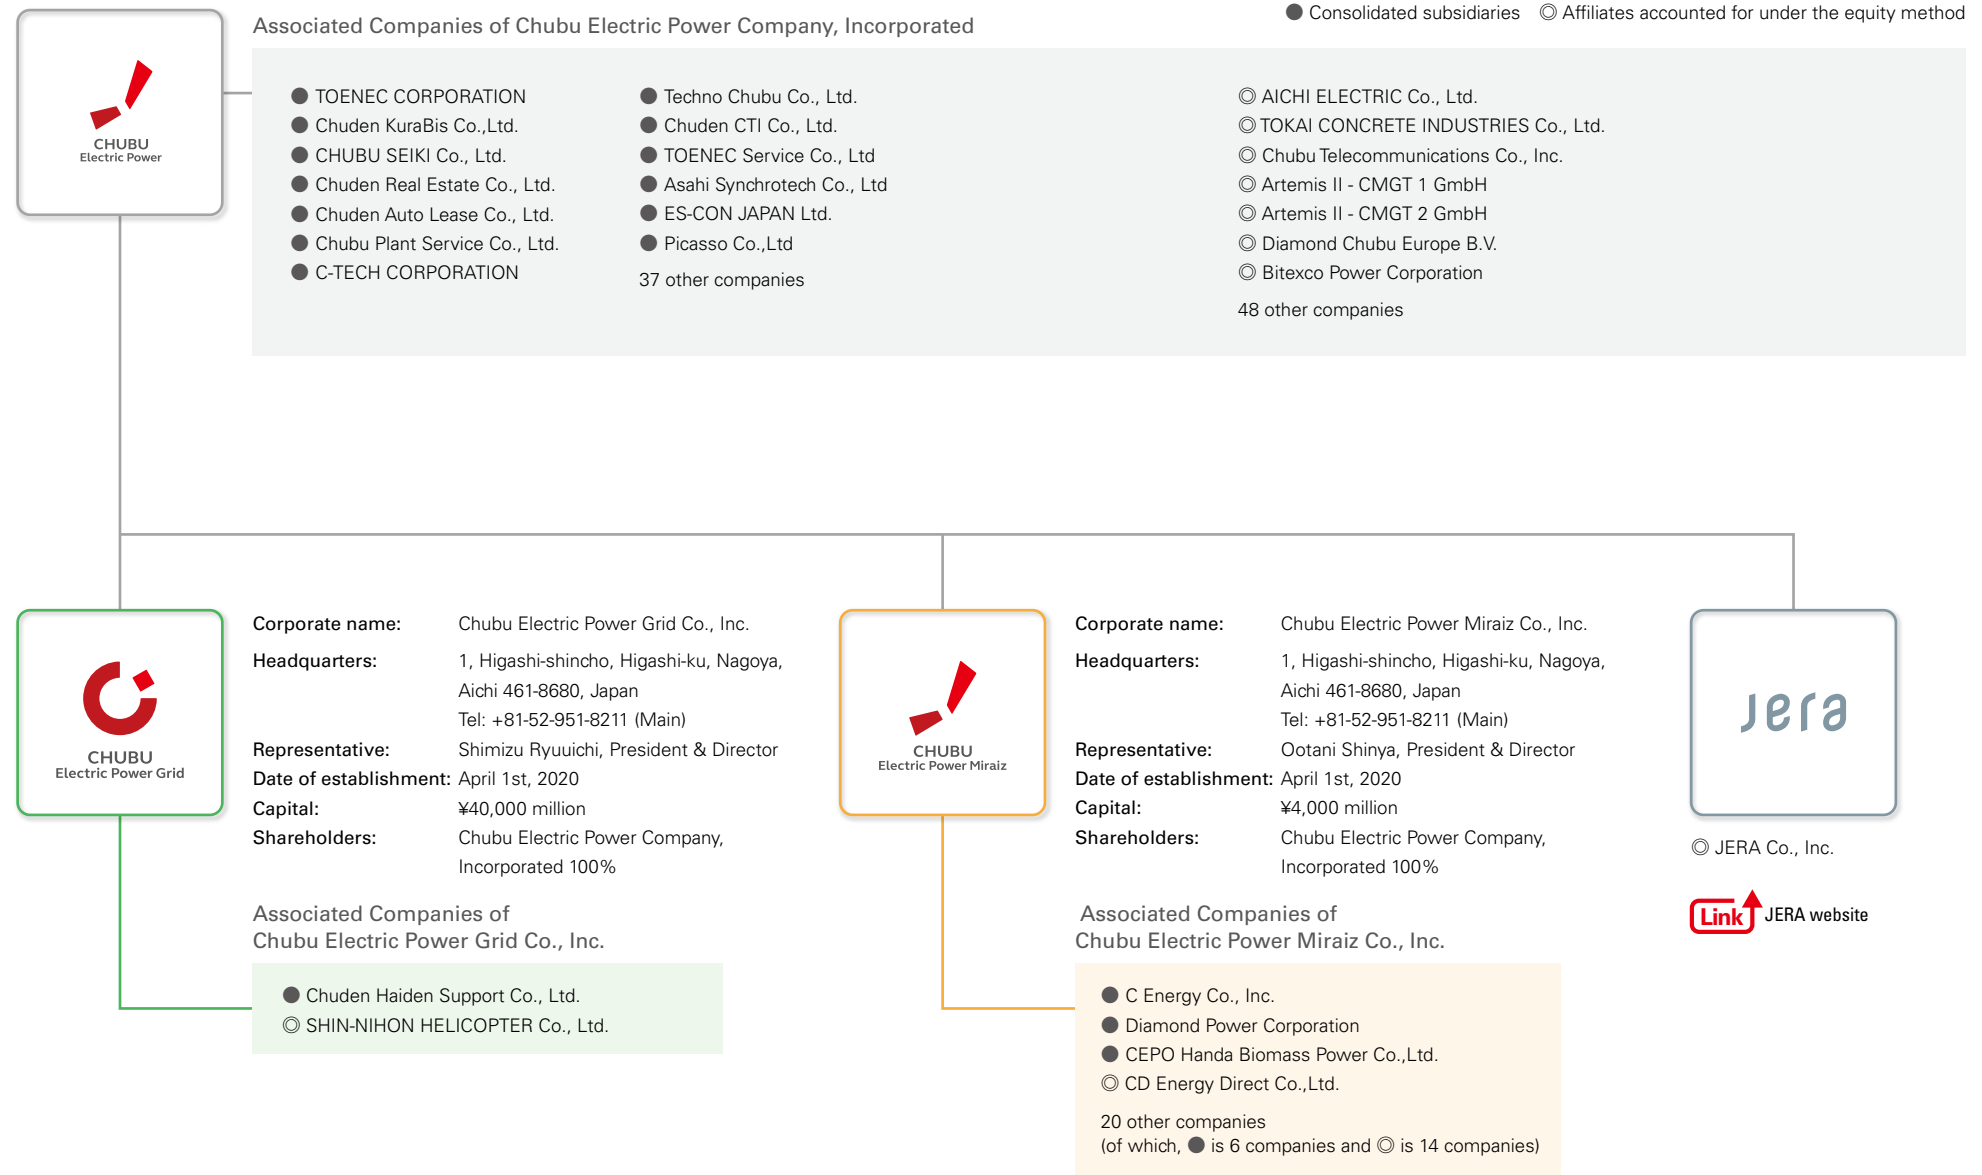 ● Consolidated subsidiaries ◎ Affiliates accounted for under the equity method
Associated Companies of Chubu Electric Power Company, Incorporated
CHUBU
Electric Power
● TOENEC CORPORATION
● Chuden KuraBis Co.,Ltd.
● CHUBU SEIKI Co., Ltd.
● Chuden Real Estate Co., Ltd.
● Chuden Auto Lease Co., Ltd.
● Chubu Plant Service Co., Ltd.
● C-TECH CORPORATION
● Techno Chubu Co., Ltd.
● Chuden CTI Co., Ltd.
● TOENEC Service Co., Ltd
● Asahi Synchrotech Co., Ltd
● ES-CON JAPAN Ltd.
● Picasso Co.,Ltd
37 other companies
◎ AICHI ELECTRIC Co., Ltd.
◎ TOKAI CONCRETE INDUSTRIES Co., Ltd.
◎ Chubu Telecommunications Co., Inc.
◎ Artemis II - CMGT 1 GmbH
◎ Artemis II - CMGT 2 GmbH
◎ Diamond Chubu Europe B.V.
◎ Bitexco Power Corporation
48 other companies
CHUBU
Electric Power Grid
Corporate name: Chubu Electric Power Grid Co., Inc.
Headquarters: 1, Higashi-shincho, Higashi-ku, Nagoya,
Aichi 461-8680, Japan
Tel: +81-52-951-8211 (Main)
Representative: Shimizu Ryuuichi, President & Director
Date of establishment: April 1st, 2020
Capital: ¥40,000 million
Shareholders: Chubu Electric Power Company,
Incorporated 100%
Associated Companies of
Chubu Electric Power Grid Co., Inc.
● Chuden Haiden Support Co., Ltd.
◎ SHIN-NIHON HELICOPTER Co., Ltd.
CHUBU
Electric Power Miraiz
Corporate name: Chubu Electric Power Miraiz Co., Inc.
Headquarters: 1, Higashi-shincho, Higashi-ku, Nagoya,
Aichi 461-8680, Japan
Tel: +81-52-951-8211 (Main)
Representative: Ootani Shinya, President & Director
Date of establishment: April 1st, 2020
Capital: ¥4,000 million
Shareholders: Chubu Electric Power Company,
Incorporated 100%
Associated Companies of
Chubu Electric Power Miraiz Co., Inc.
● C Energy Co., Inc.
● Diamond Power Corporation
● CEPO Handa Biomass Power Co.,Ltd.
◎ CD Energy Direct Co.,Ltd.
20 other companies
(of which, ● is 6 companies and ◎ is 14 companies)
Jera
◎ JERA Co., Inc.
Link JERA website